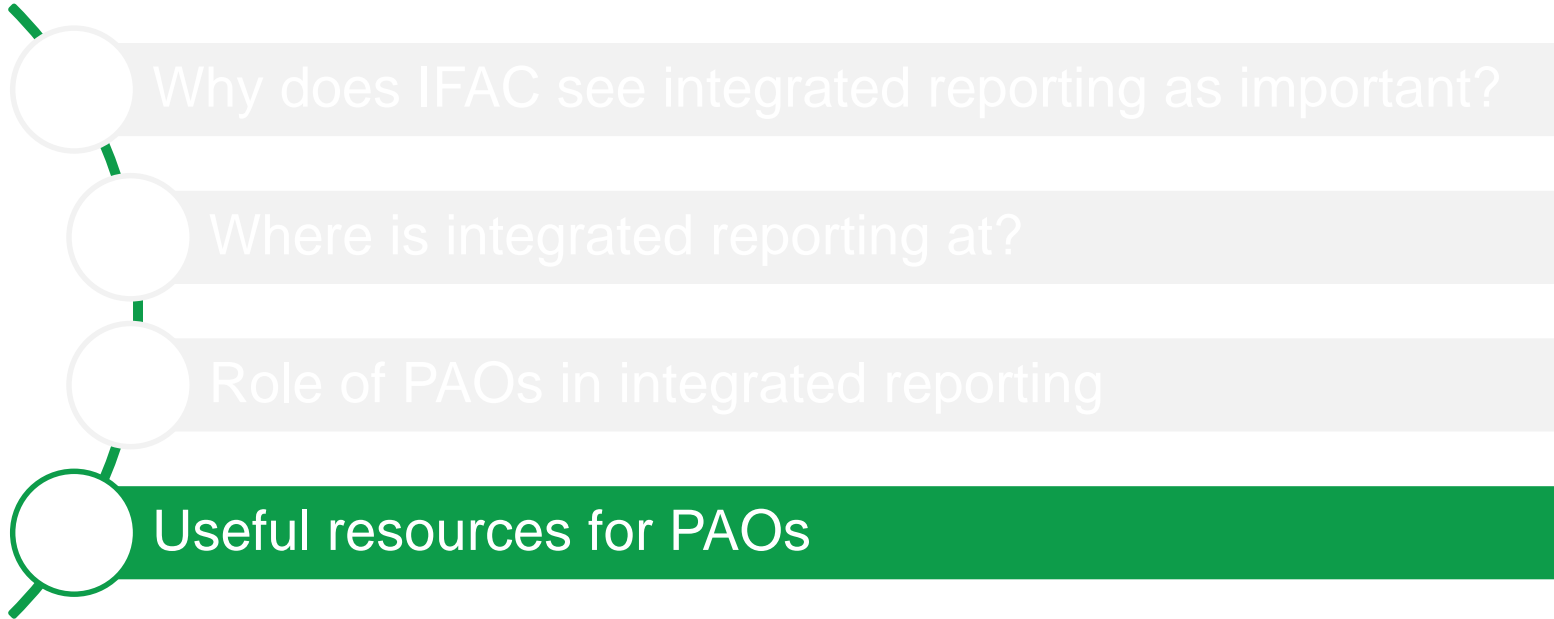 Why does IFAC see integrated reporting as important?
Where is integrated reporting at?
Role of PAOs in integrated reporting
Useful resources for PAOs